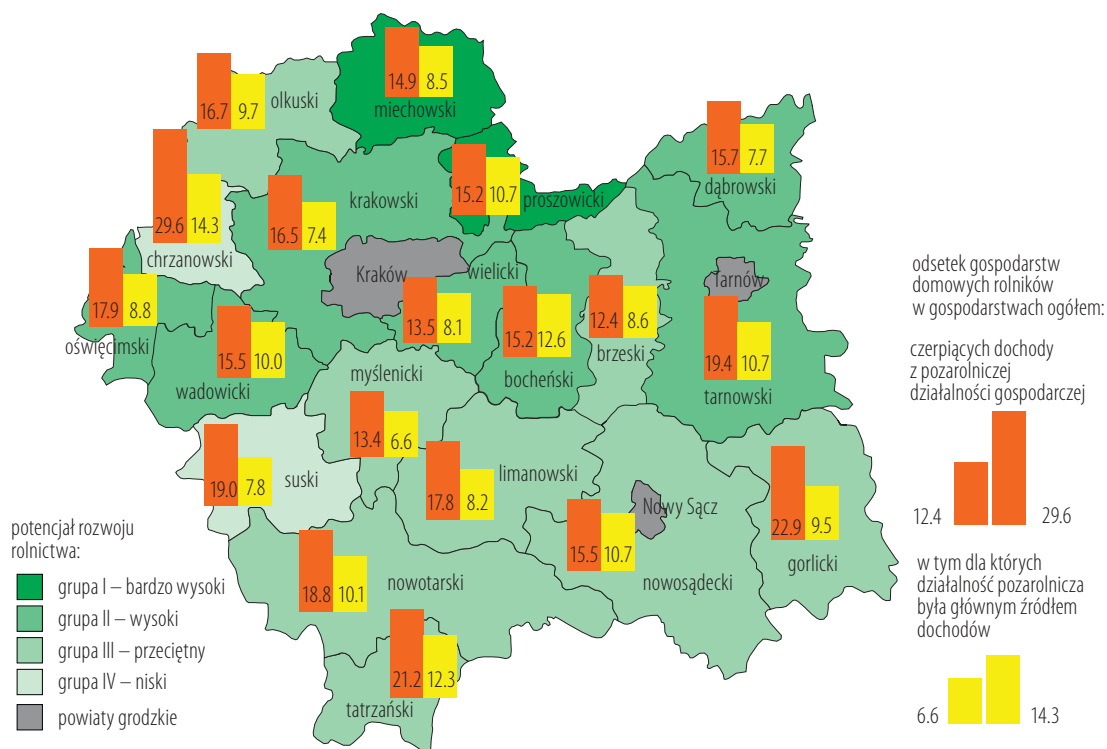 14.9 8.5
miechowski
16.7 9.7
olkuski
15.7 7.7
dąbrowski
29.6 14.3
chrzanowski
16.5 7.4
krakowski
15.2 10.7
proszowicki
Kraków
wielicki
13.5 8.1
17.9 8.8
oświęcimski
15.5 10.0
wadowicki
15.2 12.6
bocheński
12.4 8.6
brzeski
Tarnów
19.4 10.7
tarnowski
myślenicki
13.4 6.6
19.0 7.8
suski
limanowski
17.8 8.2
Nowy Sącz
15.5 10.7
nowosądecki
22.9 9.5
gorlicki
18.8 10.1
nowotarski
21.2 12.3
tatrzański
potencjał rozwoju
rolnictwa:
grupa I – bardzo wysoki
grupa II – wysoki
grupa III – przeciętny
grupa IV – niski
powiaty grodzkie
odsetek gospodarstw
domowych rolników
w gospodarstwach ogółem:
czerpiących dochody
z pozarolniczej
działalności gospodarczej
12.4 29.6
w tym dla których
działalność pozarolnicza
była głównym źródłem
dochodów
6.6 14.3